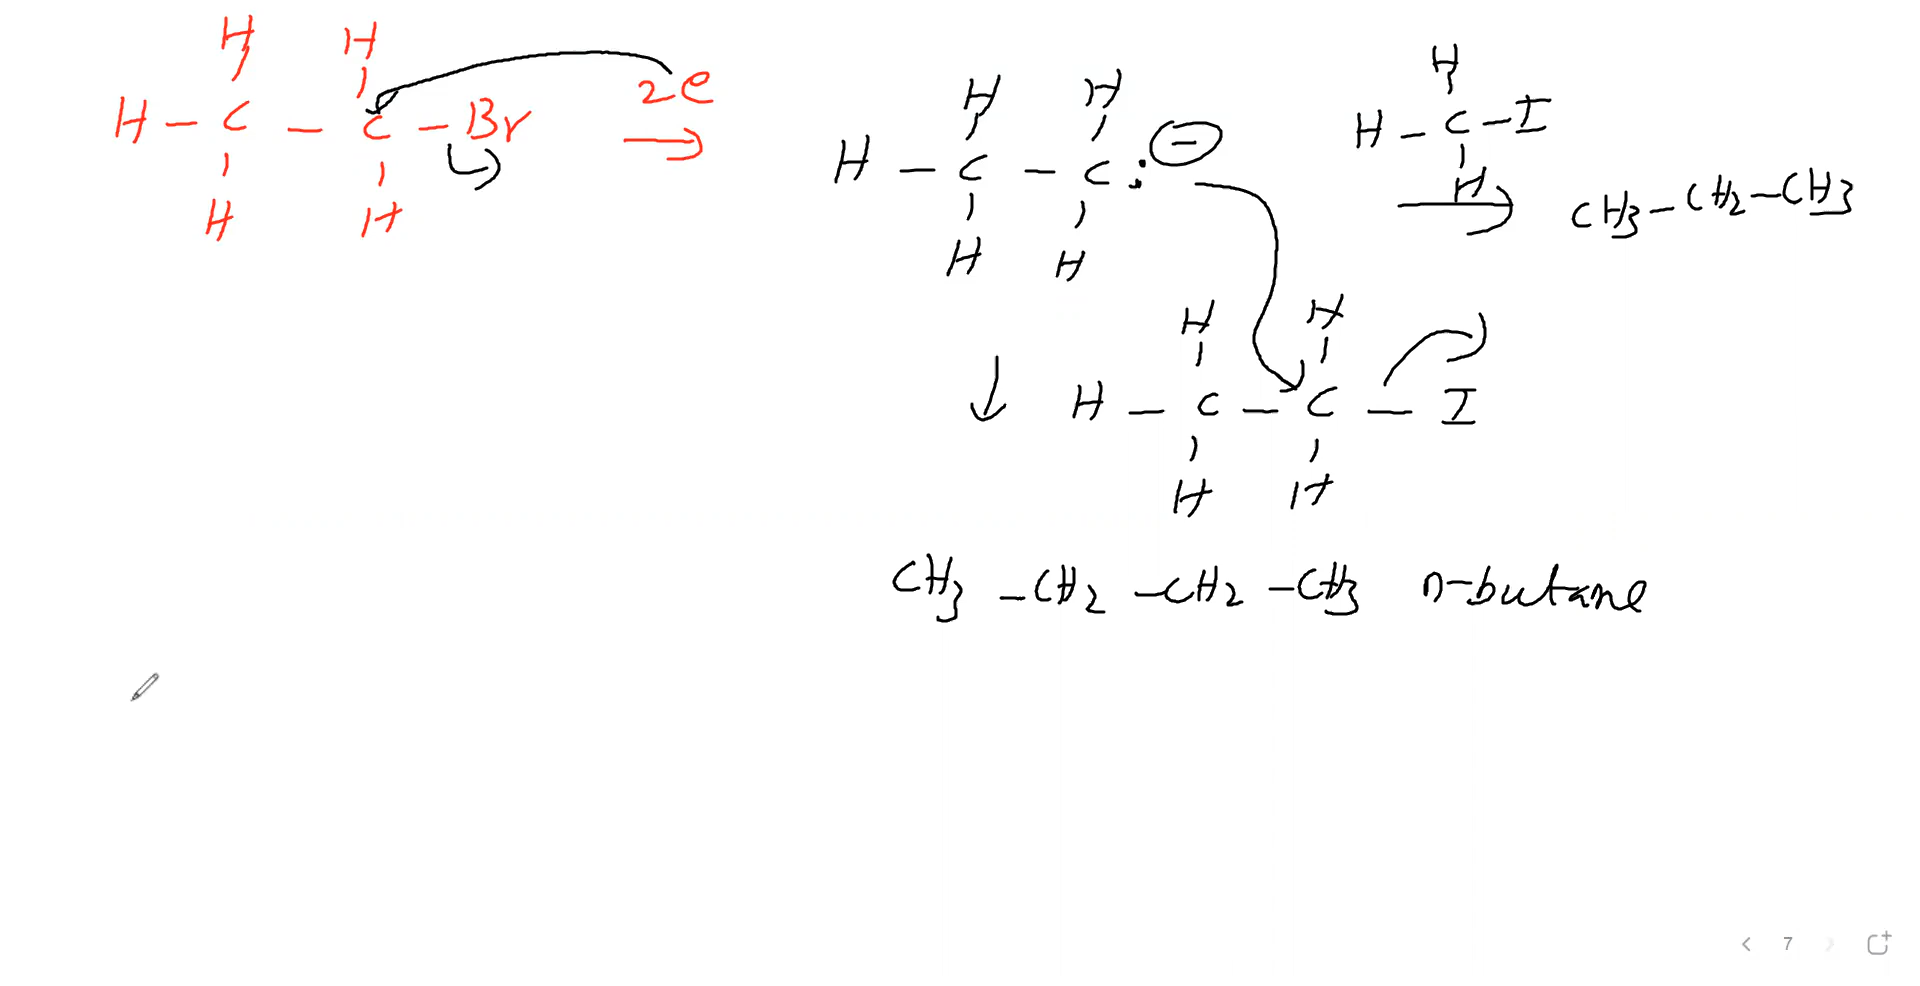 H H
H - C - C - Br 2e
H H
H H
H - C - C : -
H H
H
H - C - I
H
CH3 - CH2 - CH3
H H
H - C - C - I
H H
CH3 - CH2 - CH2 - CH3 n-butane
7